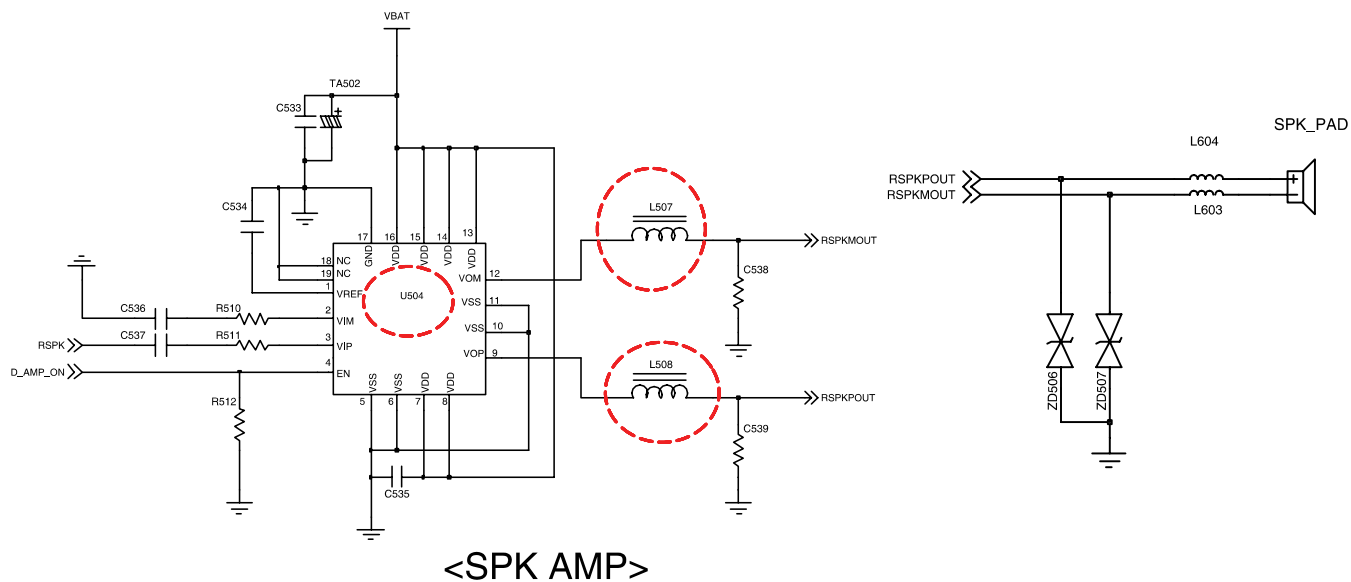 VBAT
TA502
C533
+
C534
17
16
15
14
13
GND
VDD
VDD
VDD
VDD
18
NC
19
NC
1
VREF
U504
VOM
12
VSS
11
VSS
10
VOP
9
C536
R510
2
VIM
RSPK
C537
R511
3
VIP
D_AMP_ON
4
EN
VSS
VSS
VDD
VDD
5
6
7
8
R512
C535
L507
RSPKMOUT
C538
L508
RSPKPOUT
C539
SPK_PAD
L604
RSPKPOUT
+
RSPKMOUT
-
L603
ZD506
ZD507
<SPK AMP>